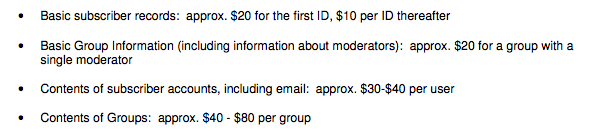 • Basic subscriber records: approx. $20 for the first ID, $10 per ID thereafter
• Basic Group Information (including information about moderators): approx. $20 for a group with a
single moderator
• Contents of subscriber accounts, including email: approx. $30-$40 per user
• Contents of Groups: approx. $40 - $80 per group